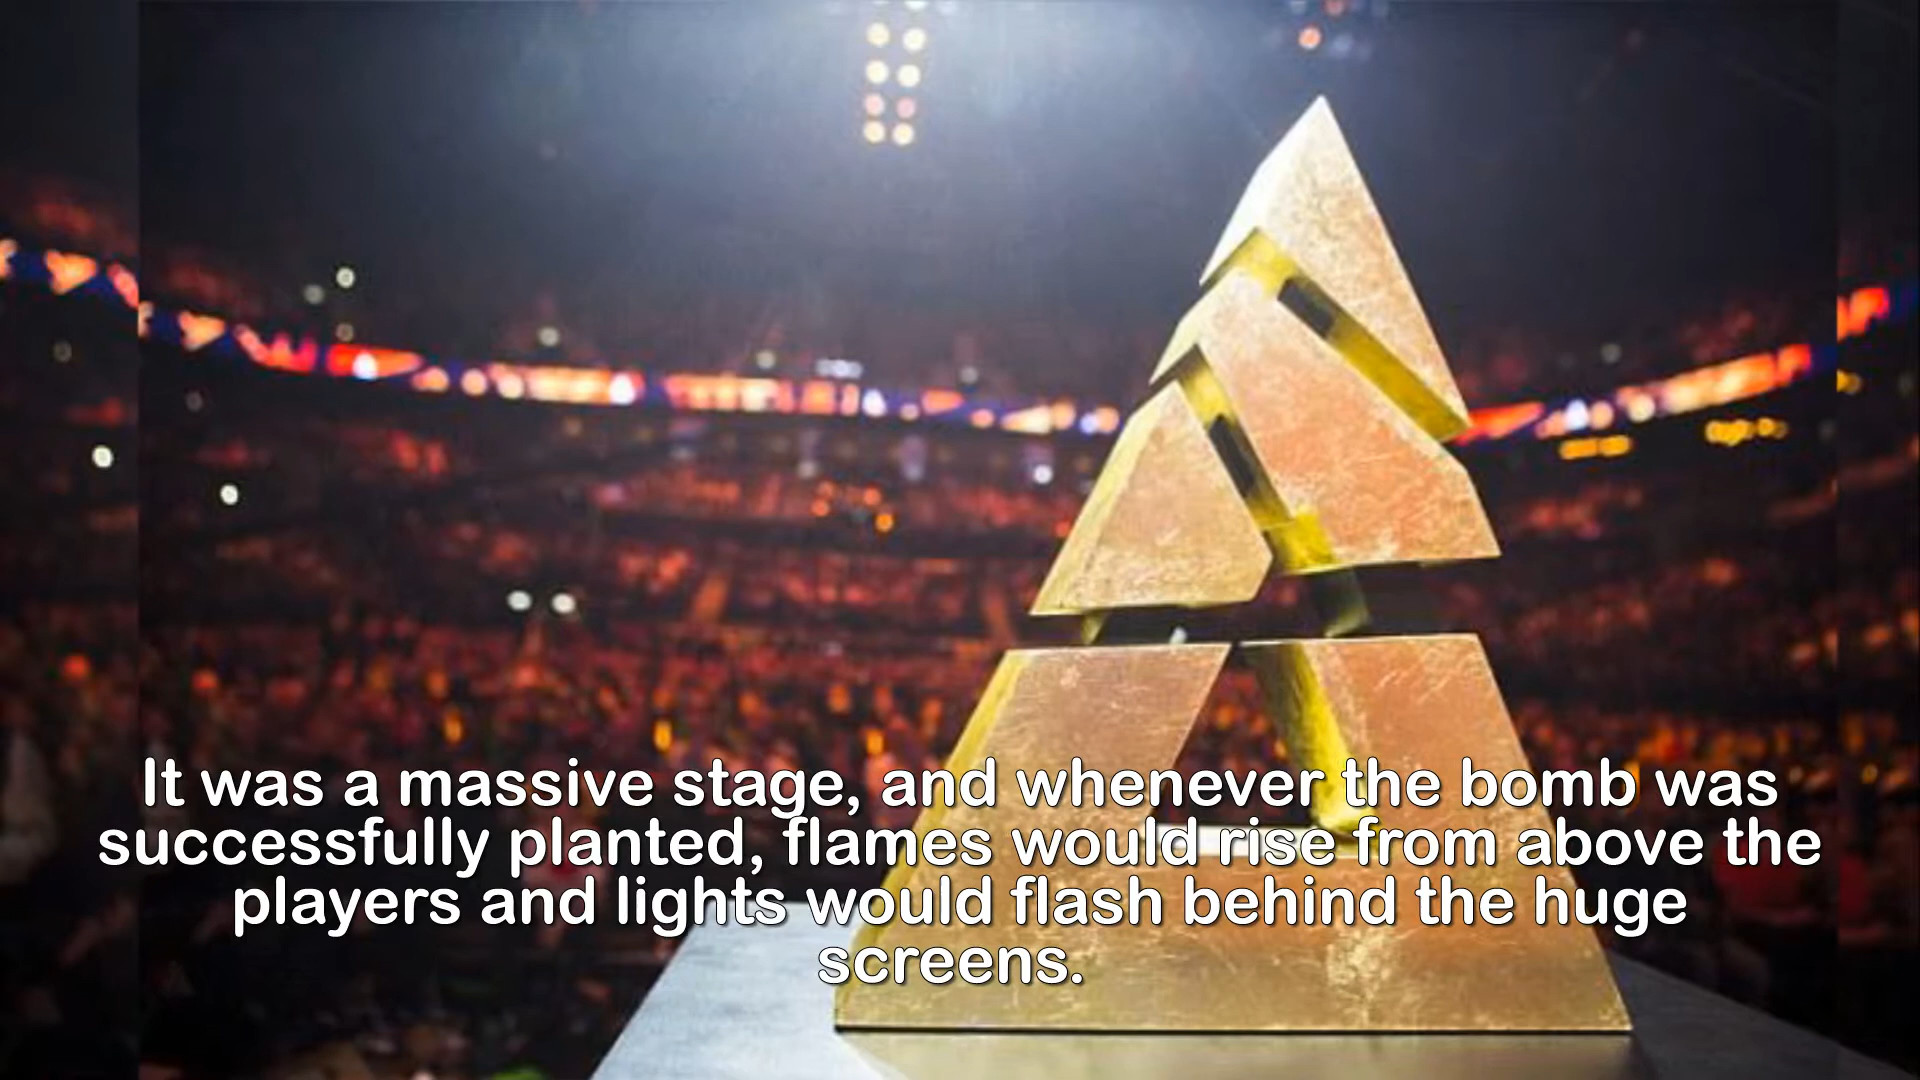 It was a massive stage, and whenever the bomb was
successfully planted, flames would rise from above the
players and lights would flash behind the huge
screens.